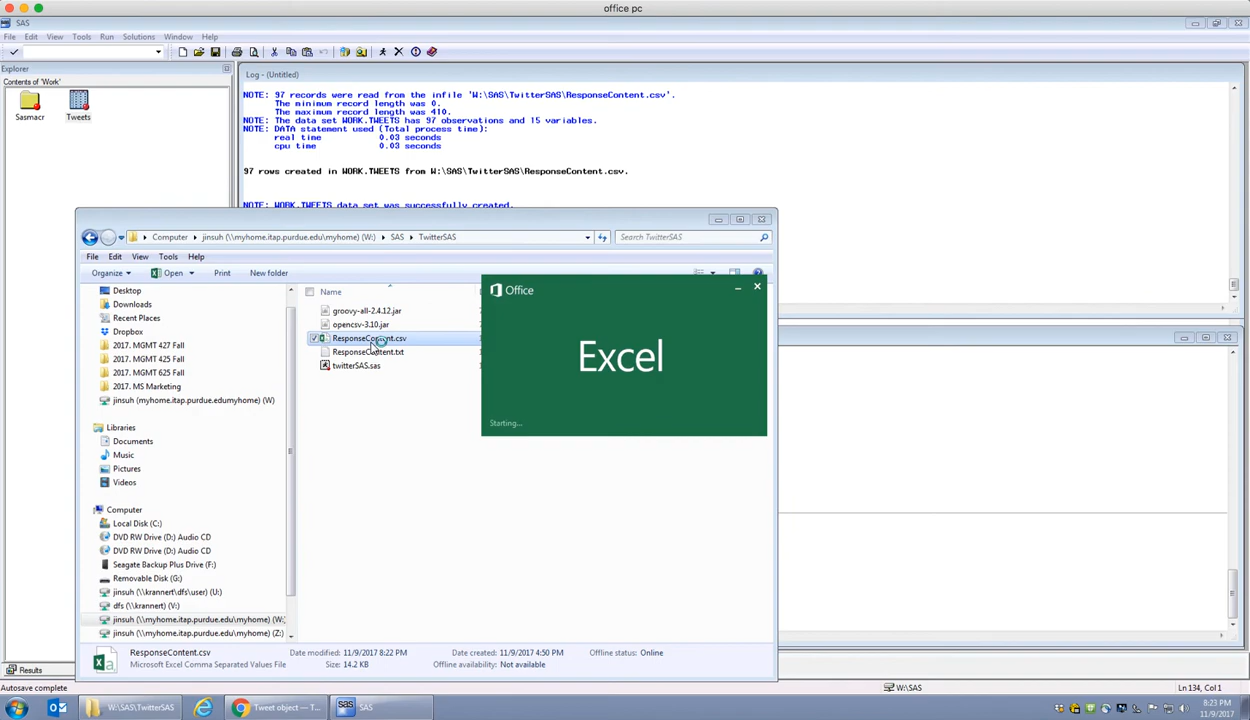 office pc
SAS
File Edit View Tools Run Solutions Window Help
Explorer
Contents of 'Work'
Sasmacr Tweets
Log - (Untitled)
NOTE: 97 records were read from the infile 'W:\SAS\TwitterSAS\ResponseContent.csv'.
The minimum record length was 0.
The maximum record length was 410.
NOTE: The data set WORK.TWEETS has 97 observations and 15 variables.
NOTE: DATA statement used (Total process time):
real time 0.03 seconds
cpu time 0.03 seconds
97 rows created in WORK.TWEETS from W:\SAS\TwitterSAS\ResponseContent.csv.
NOTE: WORK.TWEETS data set was successfully created.
Computer jinsuh (\\myhome.itap.purdue.edu\myhome) (W:) SAS TwitterSAS
Search TwitterSAS
File Edit View Tools Help
Organize Open Print New folder
Name
Desktop
Downloads
Recent Places
Dropbox
2017. MGMT 427 Fall
2017. MGMT 425 Fall
2017. MGMT 625 Fall
2017. MS Marketing
jinsuh (myhome.itap.purdue.edumyhome) (W)
Libraries
Documents
Music
Pictures
Videos
Computer
Local Disk (C:)
DVD RW Drive (D:) Audio CD
DVD RW Drive (D:) Audio CD
Seagate Backup Plus Drive (F:)
Removable Disk (G:)
jinsuh (\\krannert\dfs\user) (U:)
dfs (\\krannert) (V:)
jinsuh (\\myhome.itap.purdue.edu\myhome) (W:)
jinsuh (\\myhome.itap.purdue.edu\myhome) (Z:)
groovy-all-2.4.12.jar
opencsv-3.10.jar
ResponseContent.csv
ResponseContent.txt
twitterSAS.sas
Office
Excel
Starting...
ResponseContent.csv Date modified: 11/9/2017 8:22 PM Date created: 11/9/2017 4:50 PM Offline status: Online
Microsoft Excel Comma Separated Values File Size: 14.2 KB Offline availability: Not available
Results
Autosave complete W:\SAS Ln 134, Col 1
W:\SAS\TwitterSAS Tweet object — T... SAS
8:23 PM
11/9/2017